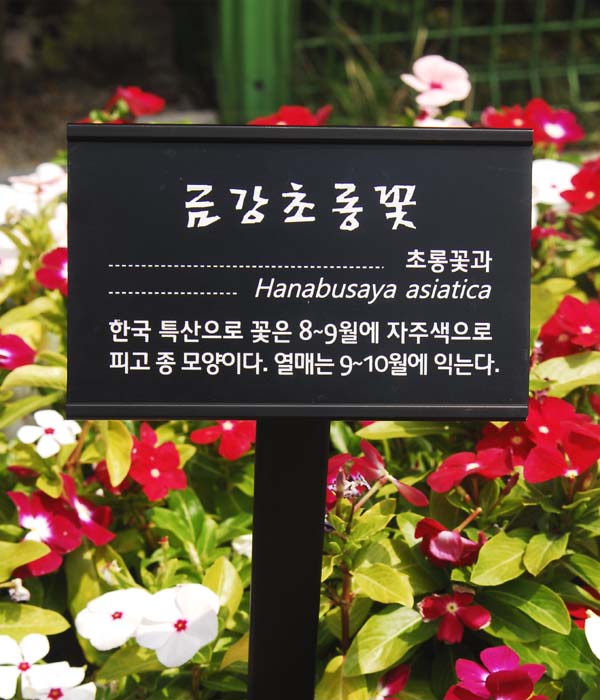 금강초롱꽃
초롱꽃과
Hanabusaya asiatica
한국 특산으로 꽃은 8~9월에 자주색으로
피고 종 모양이다. 열매는 9~10월에 익는다.